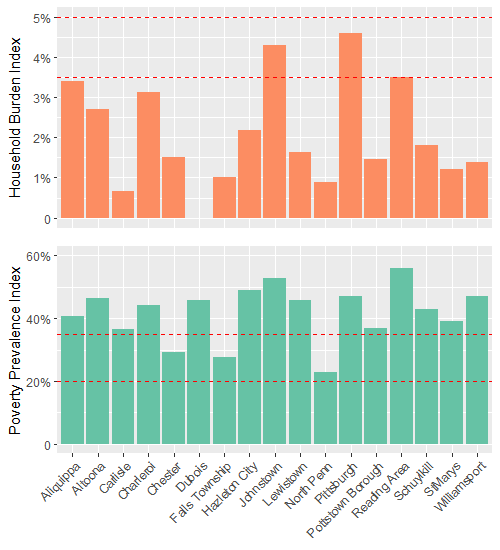 Household Burden Index
5%
4%
3%
2%
1%
0
Poverty Prevalence Index
60%
40%
20%
0
Aliquippa
Altoona
Carlisle
Charleroi
Chester
Dubois
Falls Township
Hazleton City
Johnstown
Lewistown
North Penn
Pittsburgh
Pottstown Borough
Reading Area
Schuylkill
StMarys
Williamsport